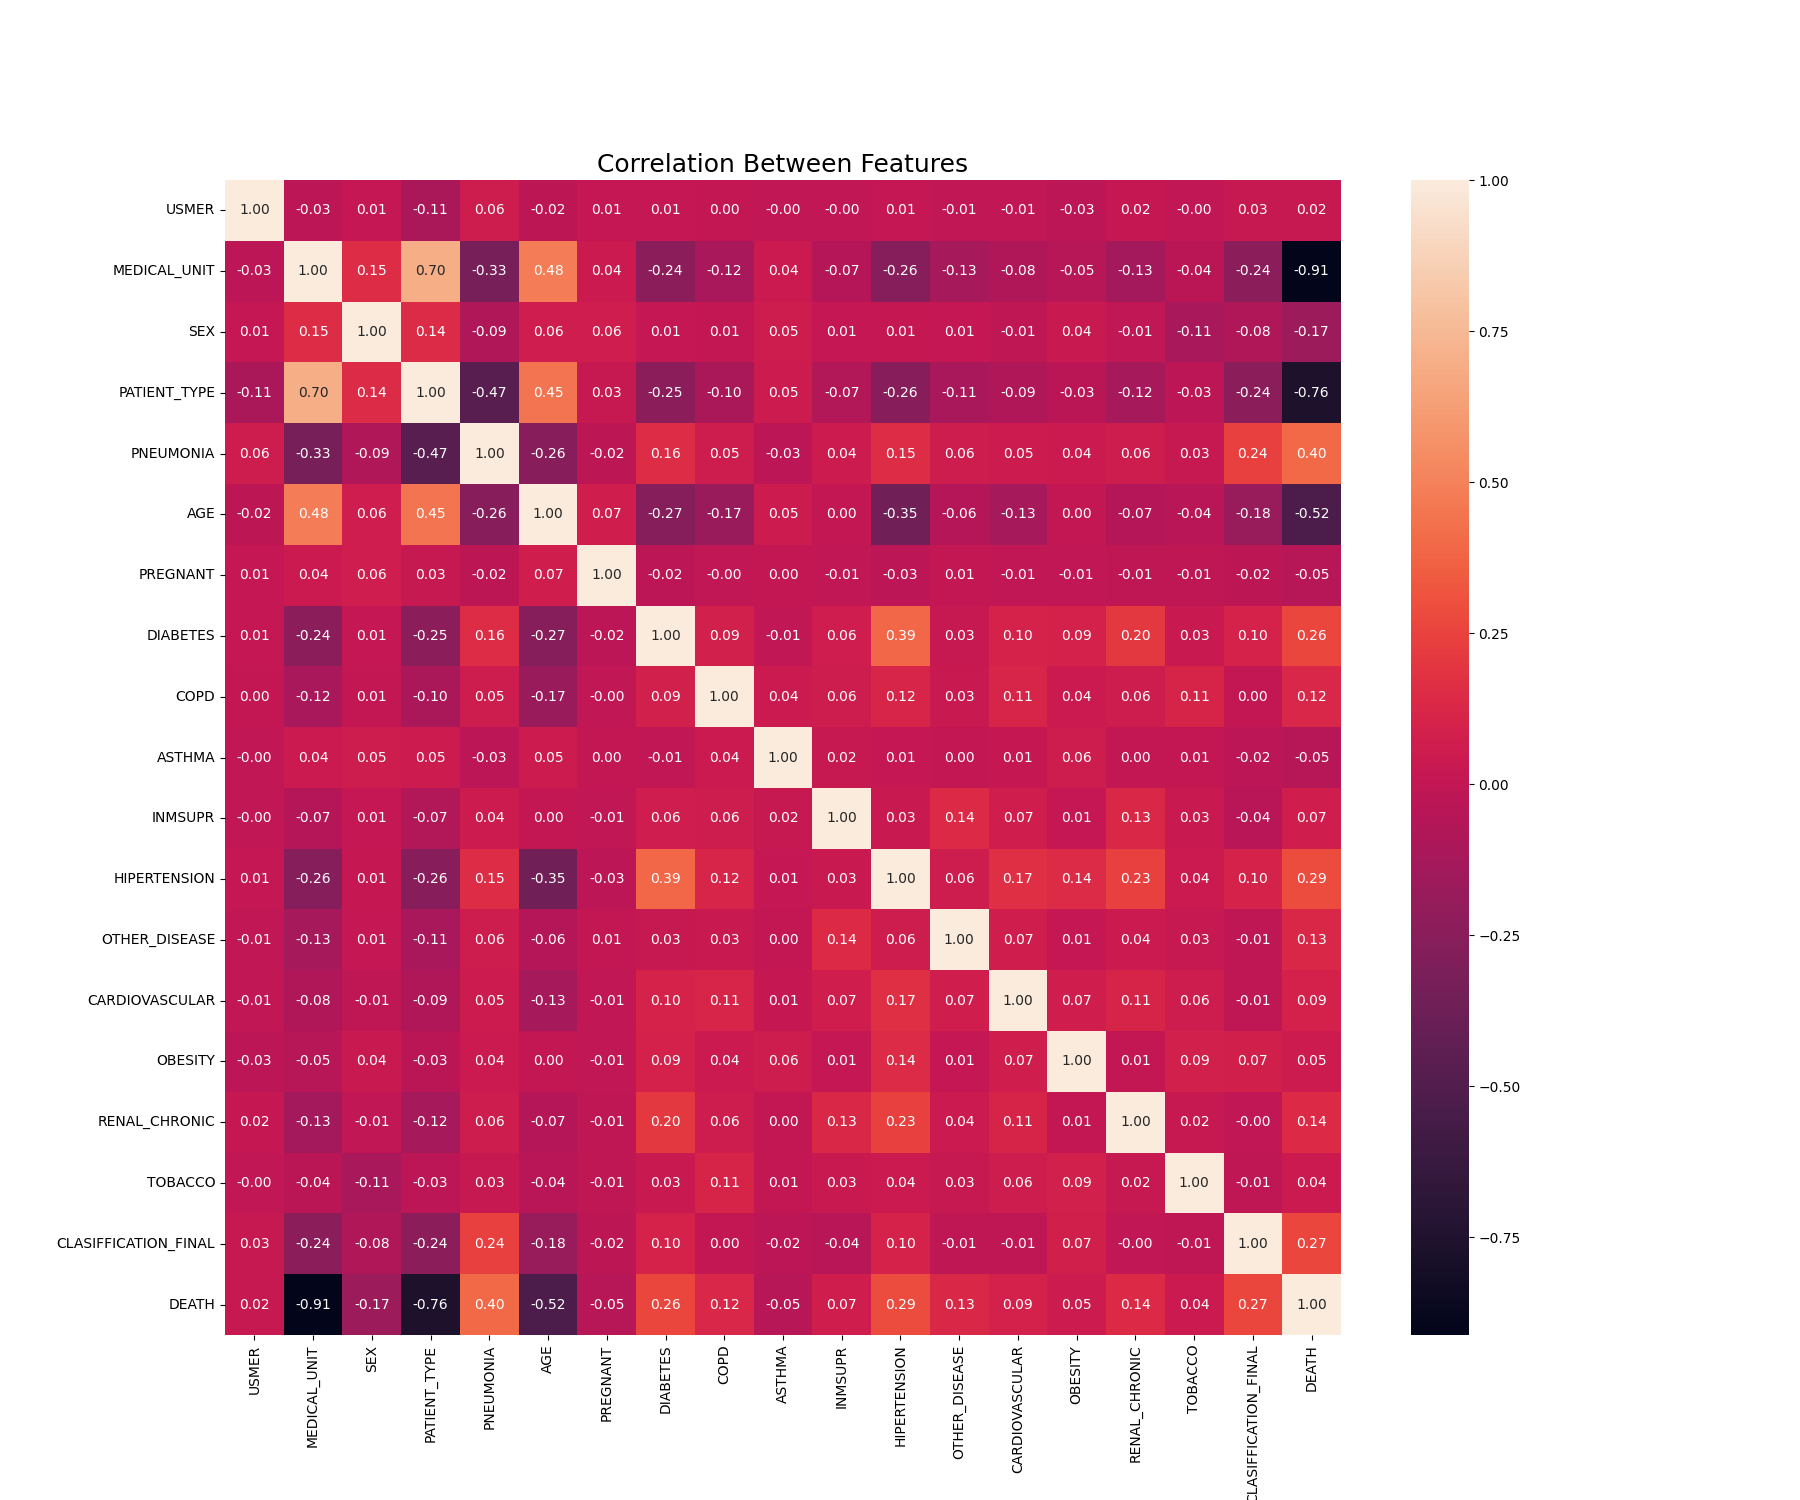 Correlation Between Features
USMER 1.00 -0.03 0.01 -0.11 0.06 -0.02 0.01 0.01 0.00 -0.00 -0.00 0.01 -0.01 -0.01 -0.03 0.02 -0.00 0.03 0.02
MEDICAL_UNIT -0.03 1.00 0.15 0.70 -0.33 0.48 0.04 -0.24 -0.12 0.04 -0.07 -0.26 -0.13 -0.08 -0.05 -0.13 -0.04 -0.24 -0.91
SEX 0.01 0.15 1.00 0.14 -0.09 0.06 0.06 0.01 0.01 0.05 0.01 0.01 0.01 -0.01 0.04 -0.01 -0.11 -0.08 -0.17
PATIENT_TYPE -0.11 0.70 0.14 1.00 -0.47 0.45 0.03 -0.25 -0.10 0.05 -0.07 -0.26 -0.11 -0.09 -0.03 -0.12 -0.03 -0.24 -0.76
PNEUMONIA 0.06 -0.33 -0.09 -0.47 1.00 -0.26 -0.02 0.16 0.05 -0.03 0.04 0.15 0.06 0.05 0.04 0.06 0.03 0.24 0.40
AGE -0.02 0.48 0.06 0.45 -0.26 1.00 0.07 -0.27 -0.17 0.05 0.00 -0.35 -0.06 -0.13 0.00 -0.07 -0.04 -0.18 -0.52
PREGNANT 0.01 0.04 0.06 0.03 -0.02 0.07 1.00 -0.02 -0.00 0.00 -0.01 -0.03 0.01 -0.01 -0.01 -0.01 -0.01 -0.02 -0.05
DIABETES 0.01 -0.24 0.01 -0.25 0.16 -0.27 -0.02 1.00 0.09 -0.01 0.06 0.39 0.03 0.10 0.09 0.20 0.03 0.10 0.26
COPD 0.00 -0.12 0.01 -0.10 0.05 -0.17 -0.00 0.09 1.00 0.04 0.06 0.12 0.03 0.11 0.04 0.06 0.11 0.00 0.12
ASTHMA -0.00 0.04 0.05 0.05 -0.03 0.05 0.00 -0.01 0.04 1.00 0.02 0.01 0.00 0.01 0.06 0.00 0.01 -0.02 -0.05
INMSUPR -0.00 -0.07 0.01 -0.07 0.04 0.00 -0.01 0.06 0.06 0.02 1.00 0.03 0.14 0.07 0.01 0.13 0.03 -0.04 0.07
HIPERTENSION 0.01 -0.26 0.01 -0.26 0.15 -0.35 -0.03 0.39 0.12 0.01 0.03 1.00 0.06 0.17 0.14 0.23 0.04 0.10 0.29
OTHER_DISEASE -0.01 -0.13 0.01 -0.11 0.06 -0.06 0.01 0.03 0.03 0.00 0.14 0.06 1.00 0.07 0.01 0.04 0.03 -0.01 0.13
CARDIOVASCULAR -0.01 -0.08 -0.01 -0.09 0.05 -0.13 -0.01 0.10 0.11 0.01 0.07 0.17 0.07 1.00 0.07 0.11 0.06 -0.01 0.09
OBESITY -0.03 -0.05 0.04 -0.03 0.04 0.00 -0.01 0.09 0.04 0.06 0.01 0.14 0.01 0.07 1.00 0.01 0.09 0.07 0.05
RENAL_CHRONIC 0.02 -0.13 -0.01 -0.12 0.06 -0.07 -0.01 0.20 0.06 0.00 0.13 0.23 0.04 0.11 0.01 1.00 0.02 -0.00 0.14
TOBACCO -0.00 -0.04 -0.11 -0.03 0.03 -0.04 -0.01 0.03 0.11 0.01 0.03 0.04 0.03 0.06 0.09 0.02 1.00 -0.01 0.04
CLASIFFICATION_FINAL 0.03 -0.24 -0.08 -0.24 0.24 -0.18 -0.02 0.10 0.00 -0.02 -0.04 0.10 -0.01 -0.01 0.07 -0.00 -0.01 1.00 0.27
DEATH 0.02 -0.91 -0.17 -0.76 0.40 -0.52 -0.05 0.26 0.12 -0.05 0.07 0.29 0.13 0.09 0.05 0.14 0.04 0.27 1.00
USMER
MEDICAL_UNIT
SEX
PATIENT_TYPE
PNEUMONIA
AGE
PREGNANT
DIABETES
COPD
ASTHMA
INMSUPR
HIPERTENSION
OTHER_DISEASE
CARDIOVASCULAR
OBESITY
RENAL_CHRONIC
TOBACCO
CLASIFFICATION_FINAL
DEATH
1.00
0.75
0.50
0.25
0.00
−0.25
−0.50
−0.75